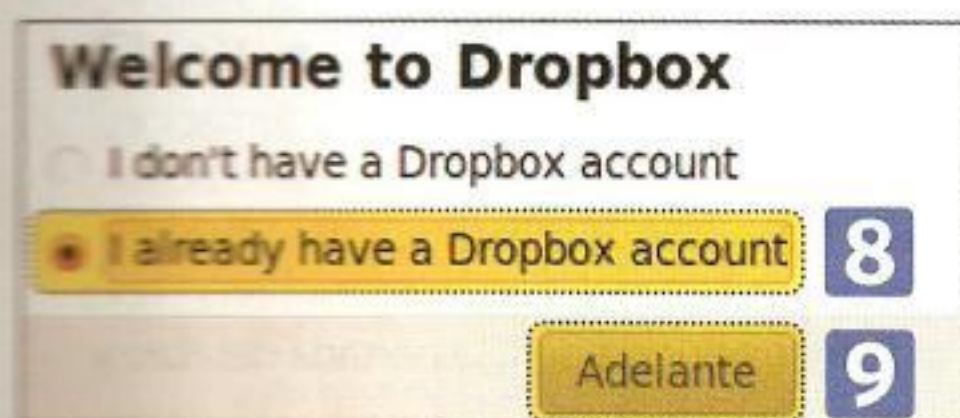 Welcome to Dropbox
I don't have a Dropbox account
I already have a Dropbox account 8
Adelante 9